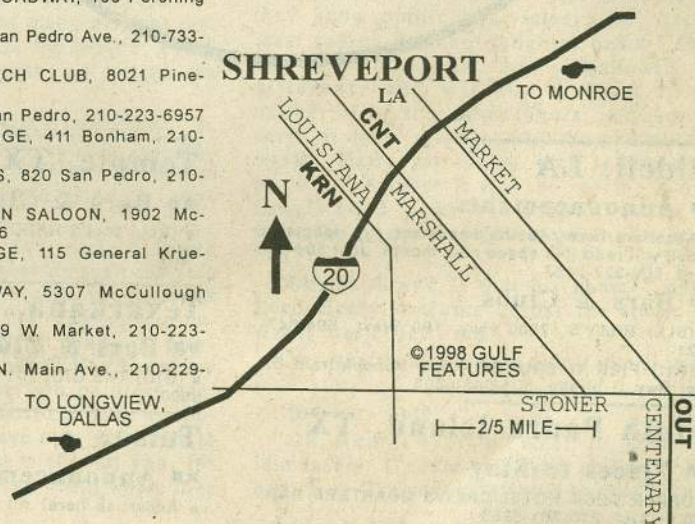 an Pedro Ave., 210-733-
CH CLUB, 8021 Pine-
an Pedro, 210-223-6957
GE, 411 Bonham, 210-
S, 820 San Pedro, 210-
N SALOON, 1902 Mc-
6
GE, 115 General Krue-
AY, 5307 McCullough
9 W. Market, 210-223-
N. Main Ave., 210-229-
SHREVEPORT
LA
TO MONROE
LOUISIANA
CNT
MARKET
KRN
MARSHALL
N
20
©1998 GULF
FEATURES
TO LONGVIEW,
DALLAS
STONER
2/5 MILE
CENTENARY
OUT